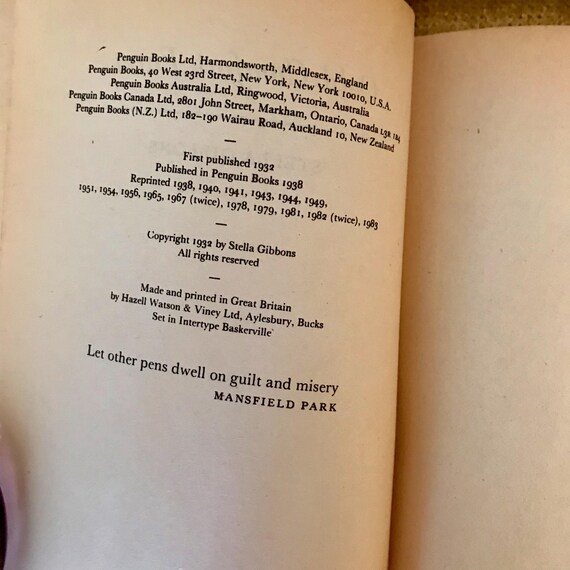 Penguin Books Ltd, Harmondsworth, Middlesex, England
Penguin Books, 40 West 23rd Street, New York, New York 10010, U.S.A.
Penguin Books Australia Ltd, Ringwood, Victoria, Australia
Penguin Books Canada Ltd, 2801 John Street, Markham, Ontario, Canada L3R 1B4
Penguin Books (N.Z.) Ltd, 182–190 Wairau Road, Auckland 10, New Zealand
—
First published 1932
Published in Penguin Books 1938
Reprinted 1938, 1940, 1941, 1943, 1944, 1949,
1951, 1954, 1956, 1965, 1967 (twice), 1978, 1979, 1981, 1982 (twice), 1983
—
Copyright 1932 by Stella Gibbons
All rights reserved
—
Made and printed in Great Britain
by Hazell Watson & Viney Ltd, Aylesbury, Bucks
Set in Intertype Baskerville
Let other pens dwell on guilt and misery
MANSFIELD PARK